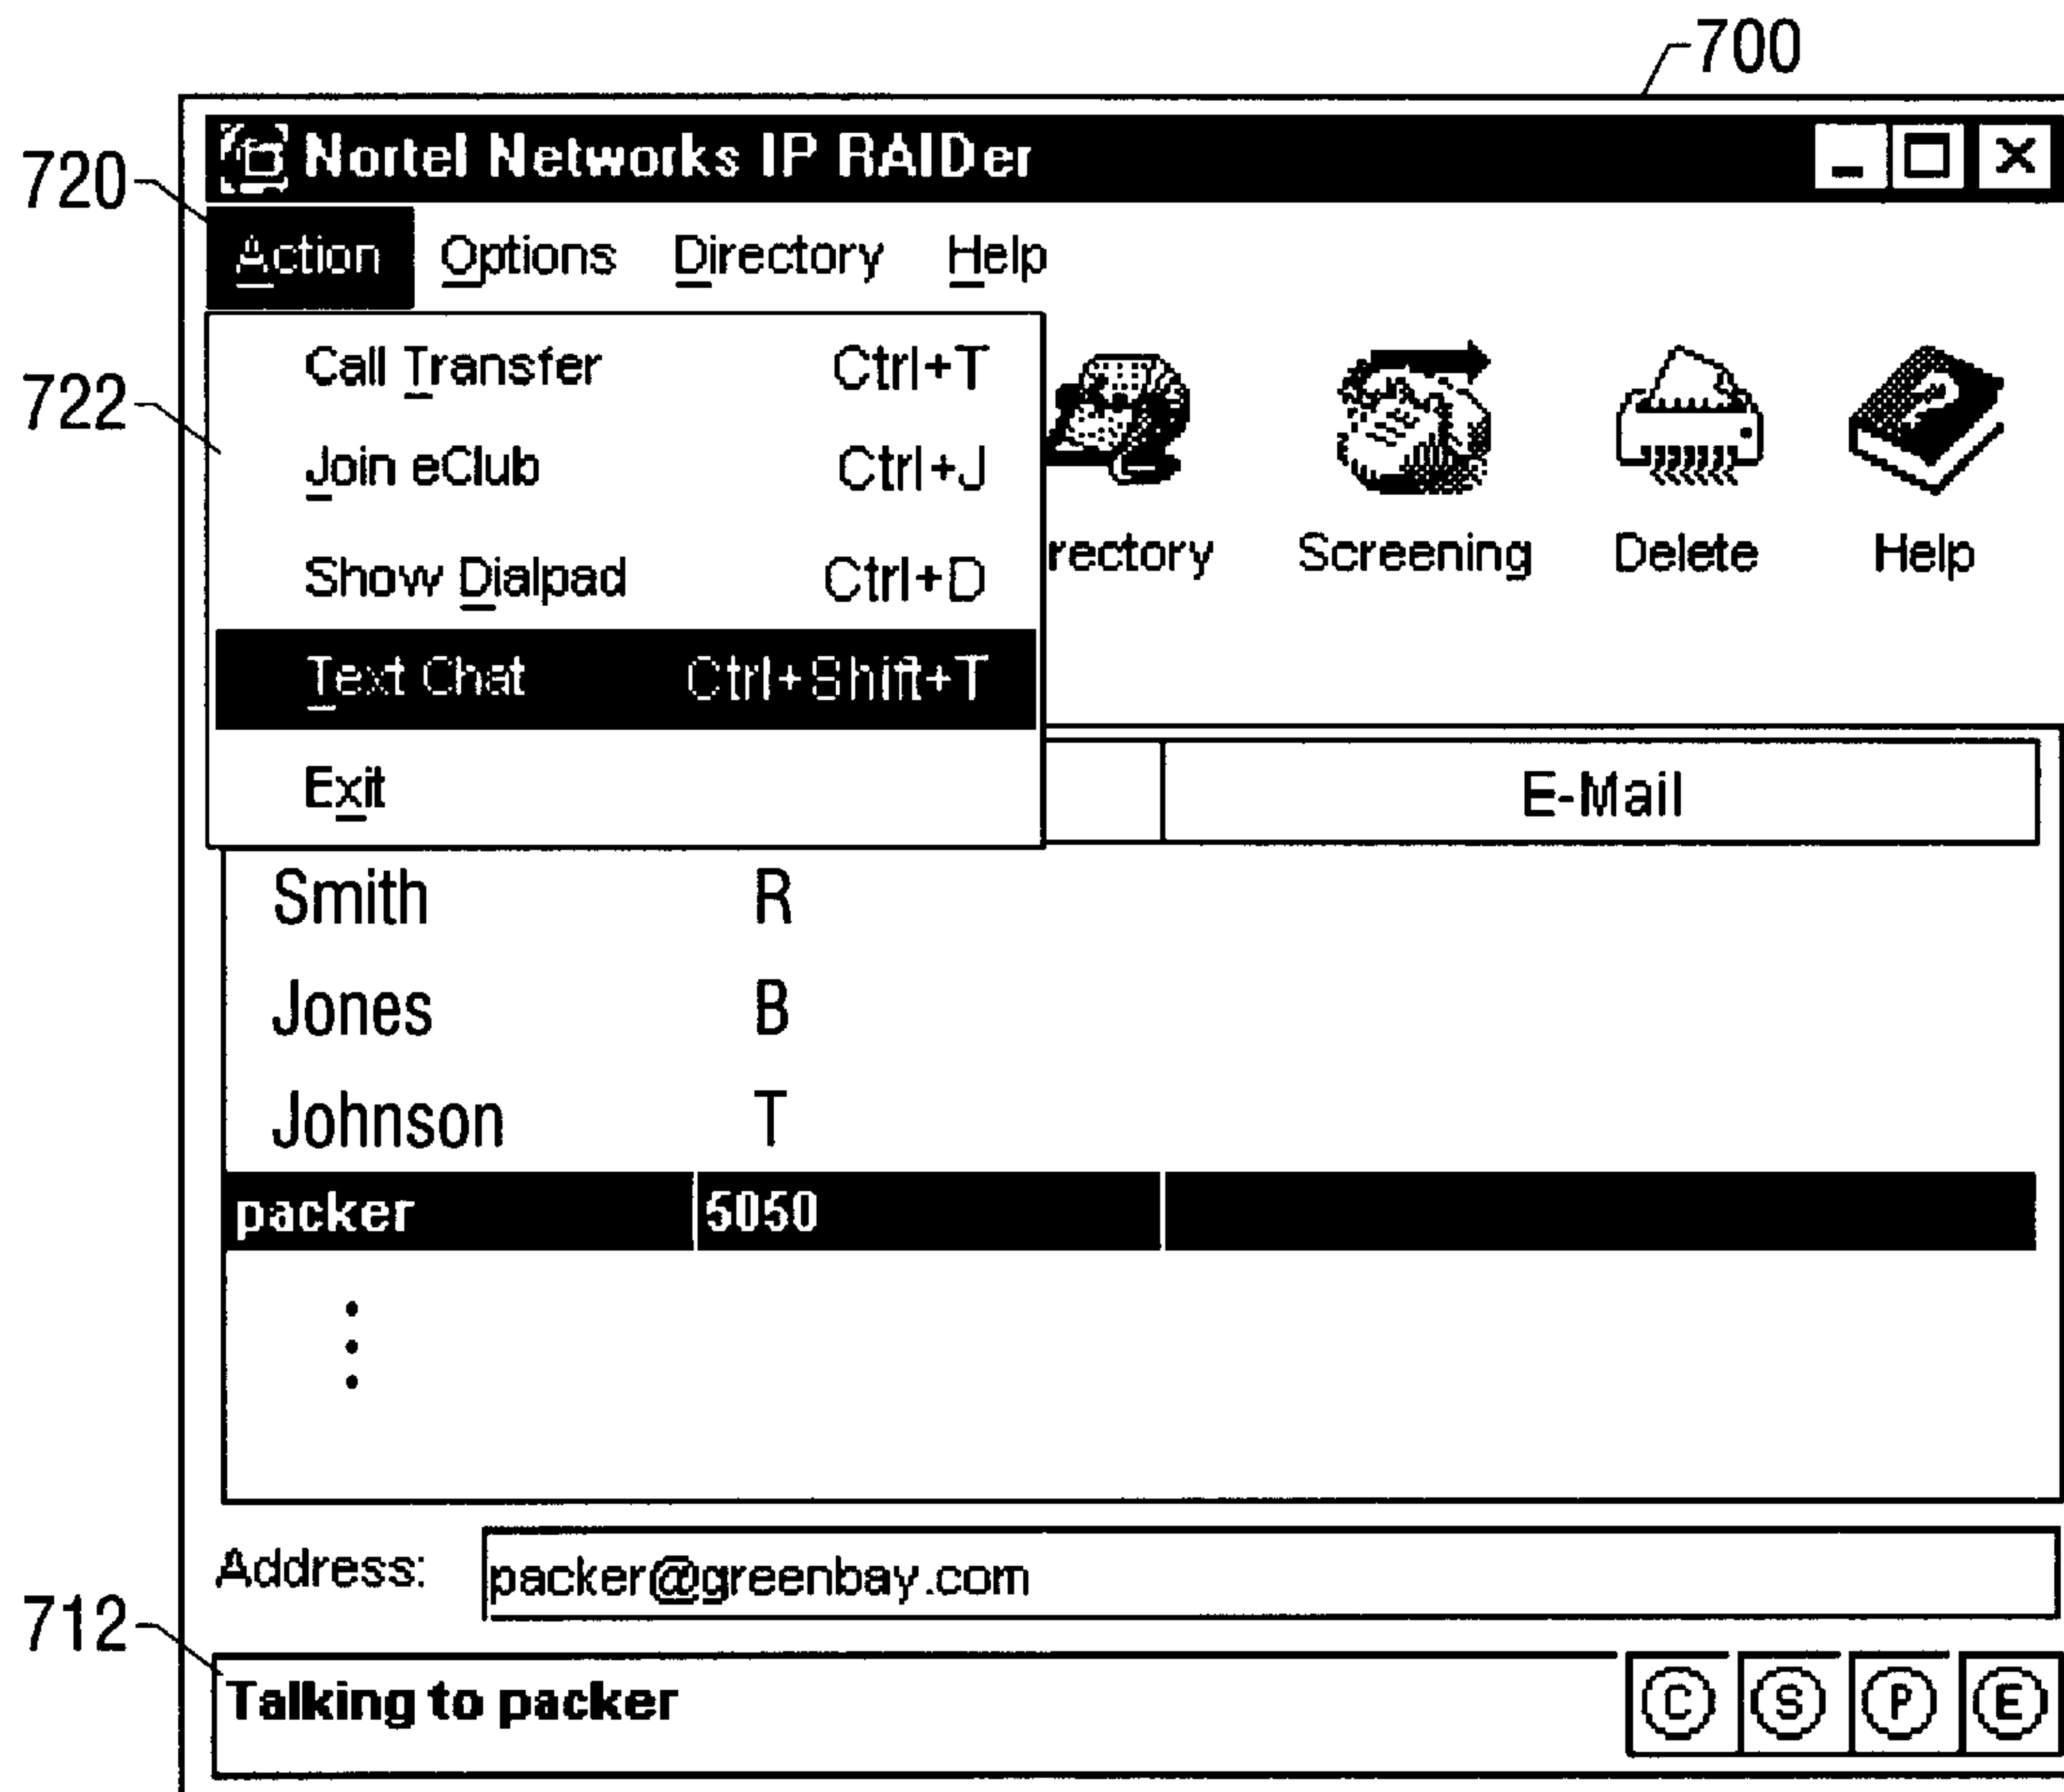 700
720
Nortel Networks IP RAIDer
Action Options Directory Help
722
Call Transfer Ctrl+T
Join eClub Ctrl+J
Show Dialpad Ctrl+D
rectory Screening Delete Help
Text Chat Ctrl+Shift+T
Exit
E-Mail
Smith R
Jones B
Johnson T
packer 5050
Address: packer@greenbay.com
712
Talking to packer C S P E